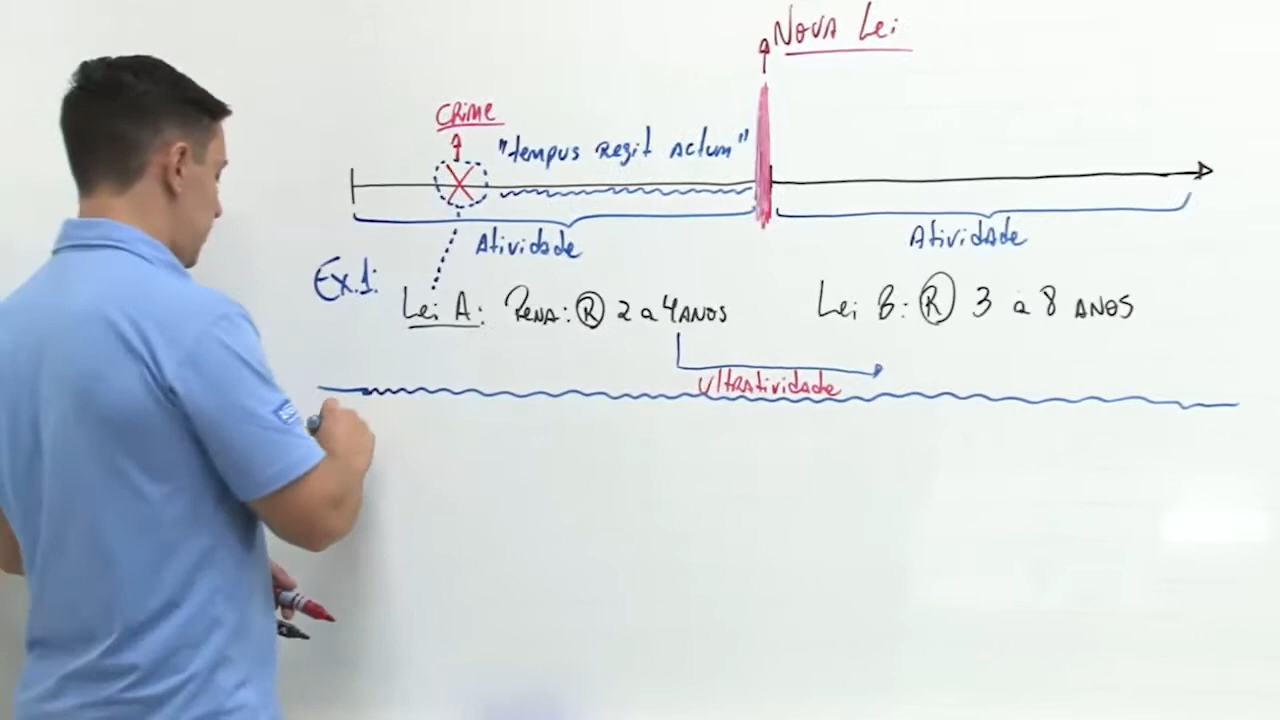 Nova Lei
Crime
"tempus regit actum"
Atividade
Atividade
Ex.1:
Lei A: Pena: R 2 a 4 anos
Lei B: R 3 à 8 anos
Ultratividade